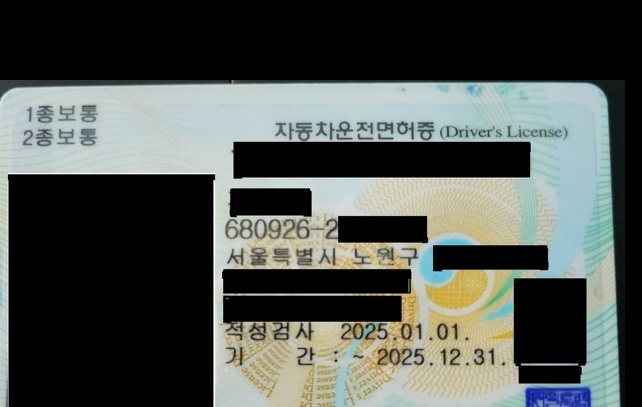 1종보통
2종보통
자동차운전면허증 (Driver's License)
680926-2
서울특별시 노원구
적성검사 2025.01.01.
기 간 : ~ 2025.12.31.